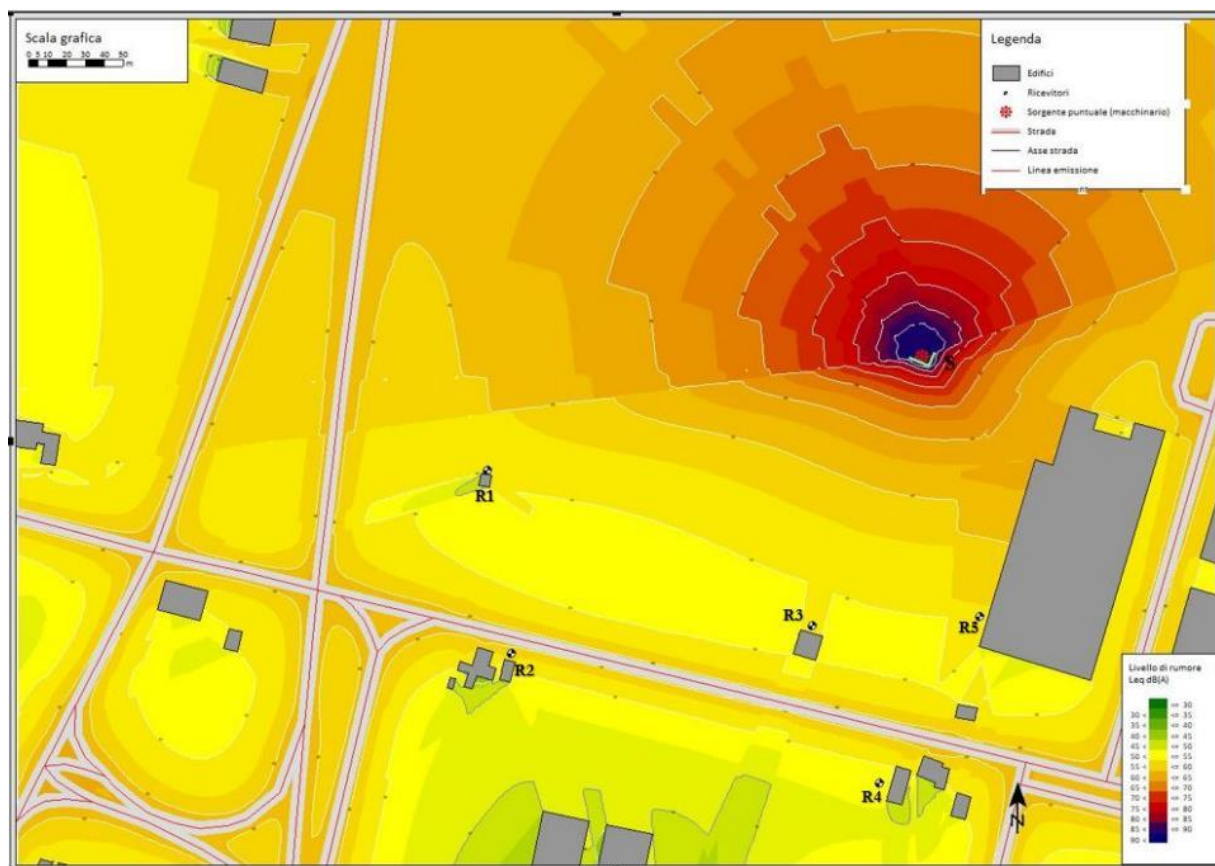 Scala grafica
0 5 10 20 30 40 50
m
Legenda
Edifici
Ricevitori
Sorgente puntuale (macchinario)
Strada
Asse strada
Linea emissione
S
R1
R3
R5
R2
R4
N
Livello di rumore
Leq dB(A)
<= 30
30 < <= 35
35 < <= 40
40 < <= 45
45 < <= 50
50 < <= 55
55 < <= 60
60 < <= 65
65 < <= 70
70 < <= 75
75 < <= 80
80 < <= 85
85 < <= 90
90 <